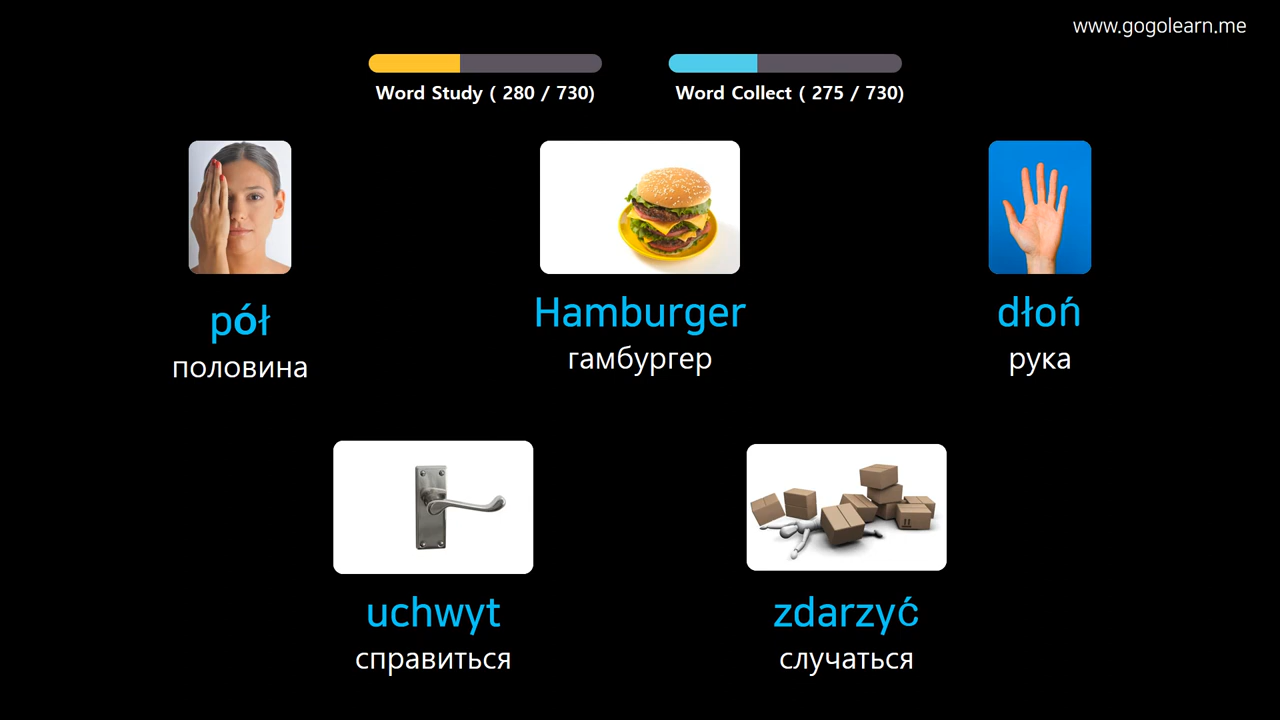 www.gogolearn.me
Word Study ( 280 / 730)
Word Collect ( 275 / 730)
pół
половина
Hamburger
гамбургер
dłoń
рука
uchwyt
справиться
zdarzyć
случаться